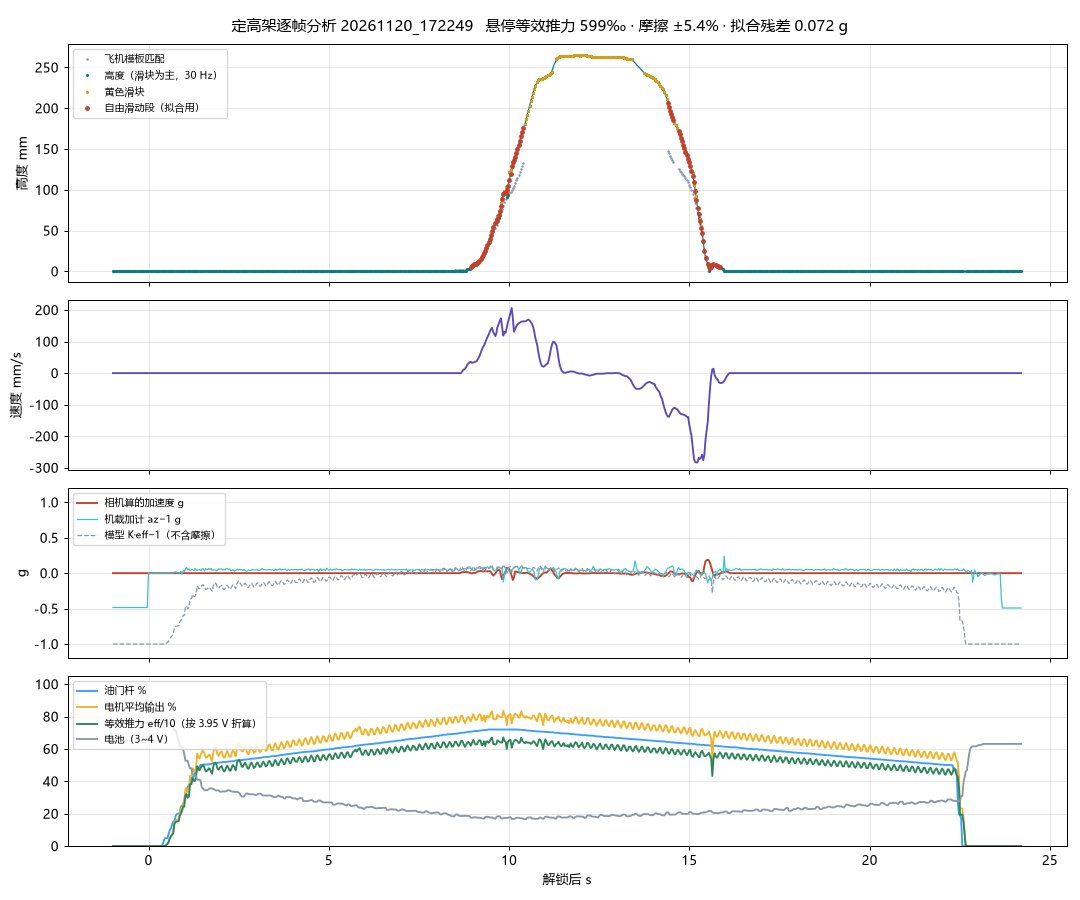 定高架逐帧分析 20261120_172249 悬停等效推力 599‰ · 摩擦 ±5.4% · 拟合残差 0.072 g
飞机模板匹配
高度（滑块为主，30 Hz）
黄色滑块
自由滑动段（拟合用）
高度 mm
250
200
150
100
50
0
速度 mm/s
200
100
0
-100
-200
-300
相机算的加速度 g
机载加计 az−1 g
模型 K·eff−1（不含摩擦）
g
1.0
0.5
0.0
-0.5
-1.0
油门杆 %
电机平均输出 %
等效推力 eff/10（按 3.95 V 折算）
电池（3~4 V）
100
80
60
40
20
0
0 5 10 15 20 25
解锁后 s